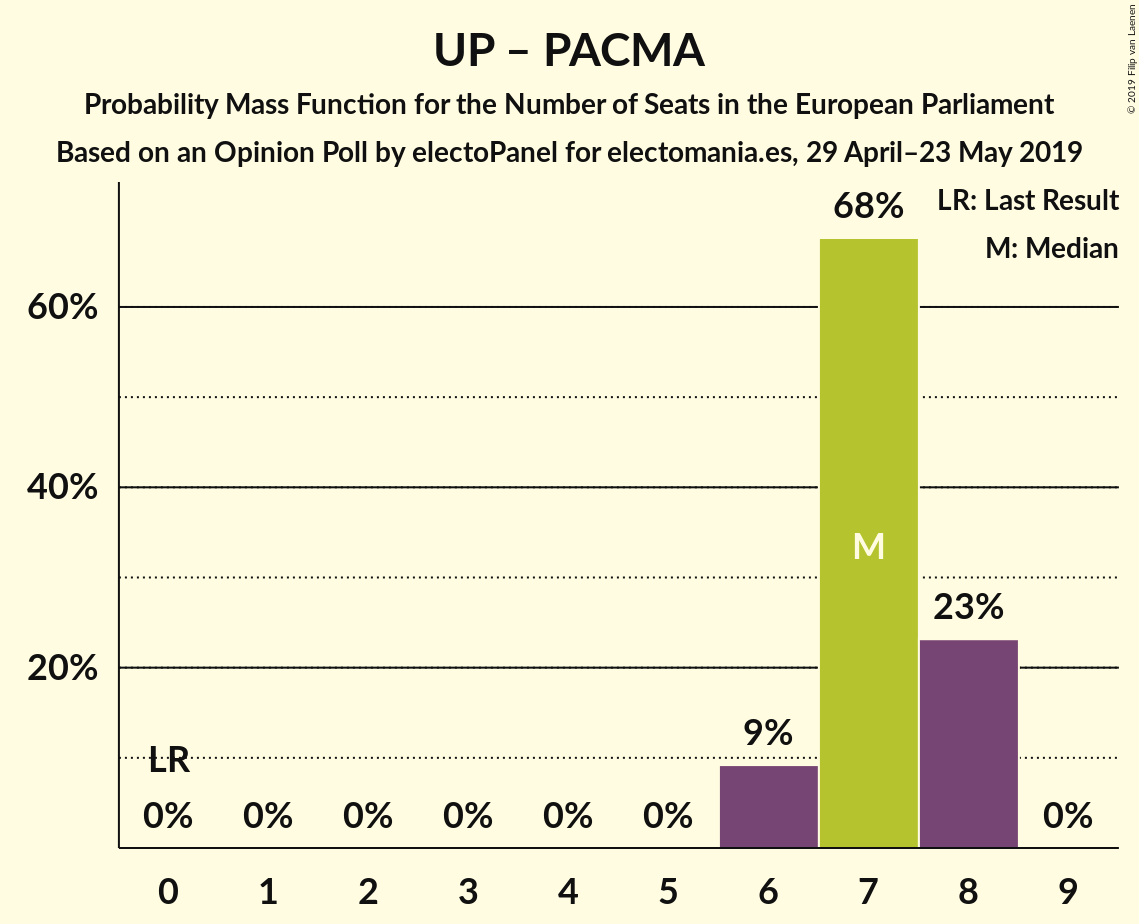 UP – PACMA
Probability Mass Function for the Number of Seats in the European Parliament
Based on an Opinion Poll by electoPanel for electomania.es, 29 April–23 May 2019
© 2019 Filip van Laenen
LR: Last Result
M: Median
68%
60%
40%
M
23%
20%
9%
LR
0% 0% 0% 0% 0% 0% 0%
0 1 2 3 4 5 6 7 8 9